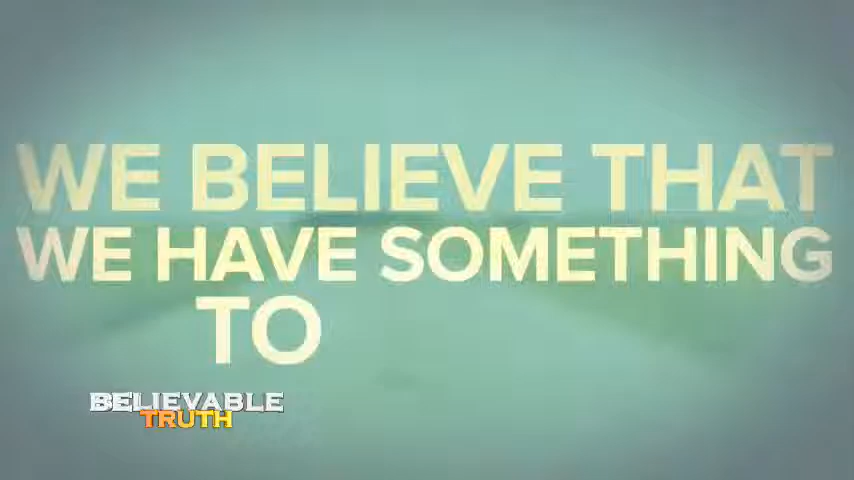 WE BELIEVE THAT
WE HAVE SOMETHING
TO
BELIEVABLE
TRUTH